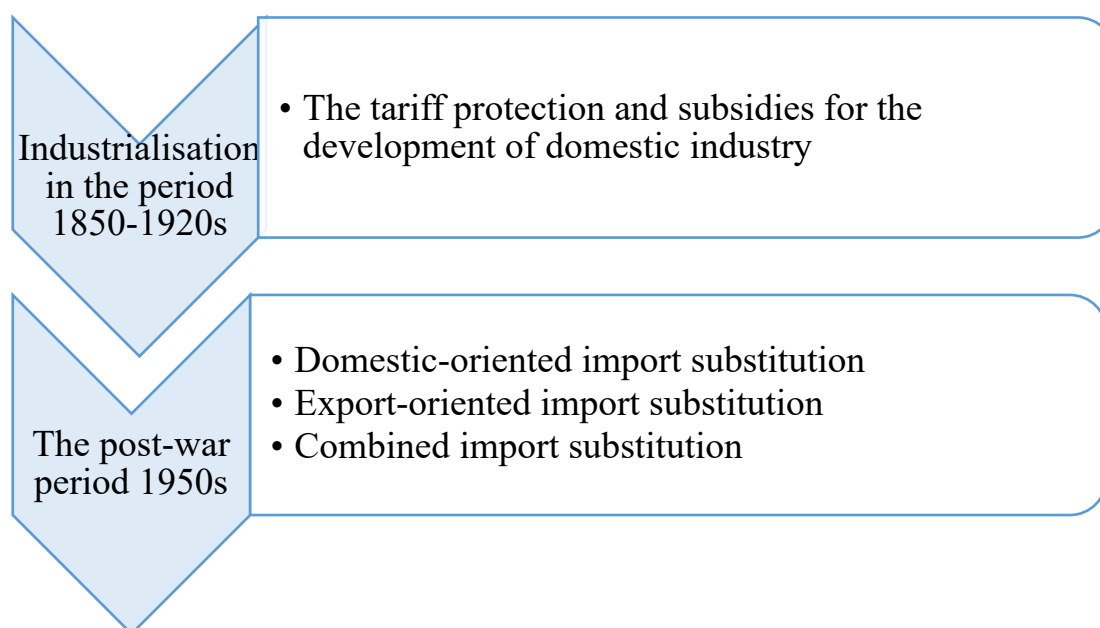 Industrialisation
in the period
1850-1920s
• The tariff protection and subsidies for the
development of domestic industry
The post-war
period 1950s
• Domestic-oriented import substitution
• Export-oriented import substitution
• Combined import substitution